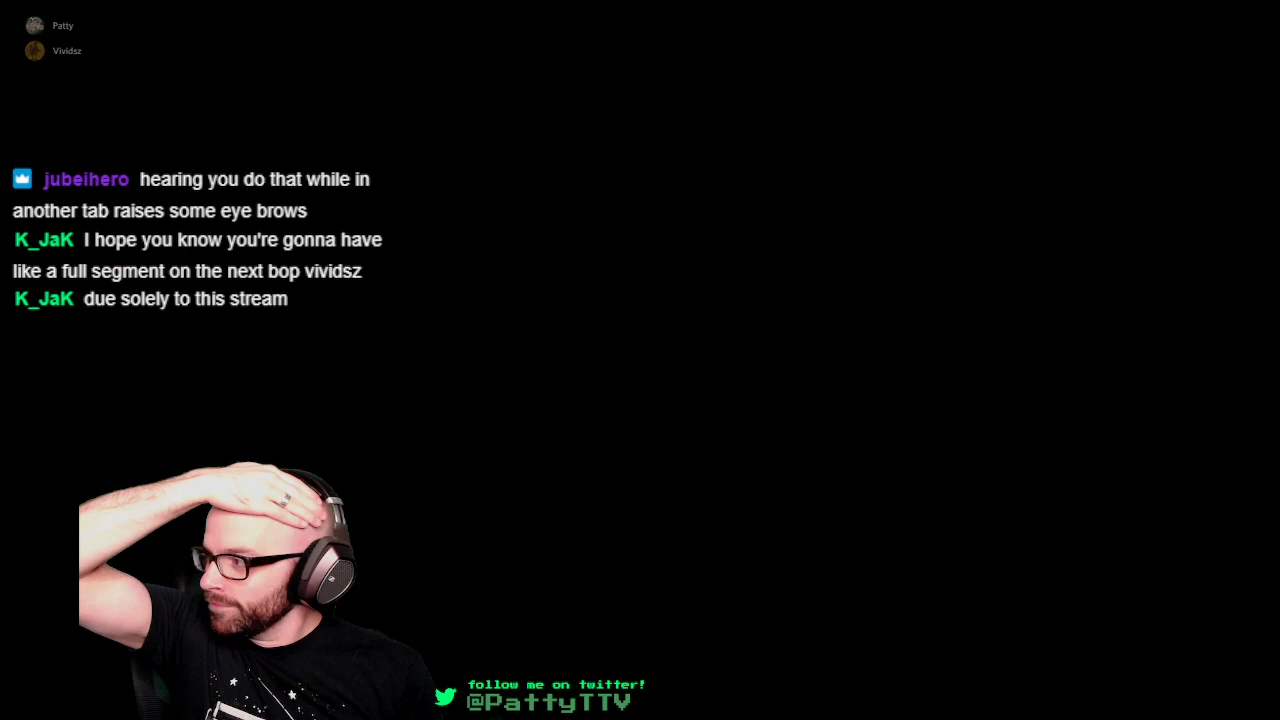 Patty
Vividsz
jubeihero hearing you do that while in
another tab raises some eye brows
K_JaK I hope you know you're gonna have
like a full segment on the next bop vividsz
K_JaK due solely to this stream
follow me on twitter!
@PattyTTV